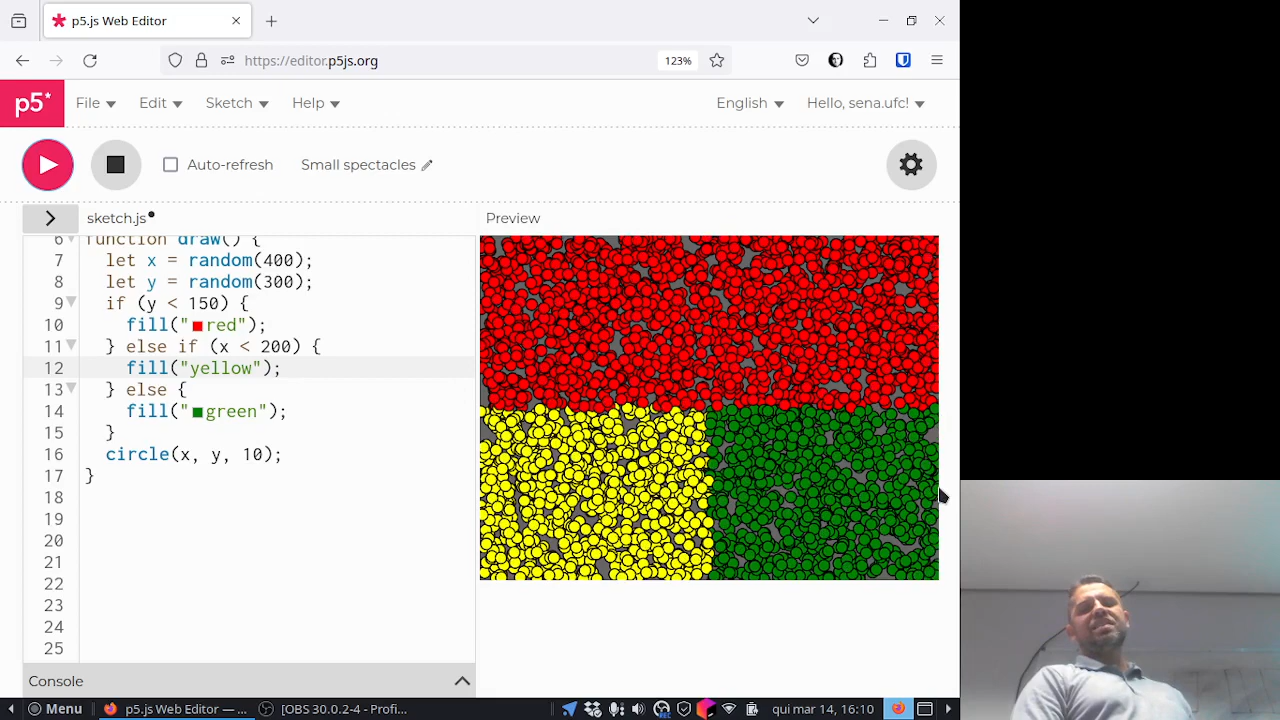 p5.js Web Editor
https://editor.p5js.org
123%
p5*
File
Edit
Sketch
Help
English
Hello, sena.ufc!
Auto-refresh
Small spectacles
sketch.js
Preview
6 function draw() {
7 let x = random(400);
8 let y = random(300);
9 if (y < 150) {
10 fill("red");
11 } else if (x < 200) {
12 fill("yellow");
13 } else {
14 fill("green");
15 }
16 circle(x, y, 10);
17 }
18
19
20
21
22
23
24
25
Console
Menu
p5.js Web Editor — ...
[OBS 30.0.2-4 - Profi...
REC
qui mar 14, 16:10